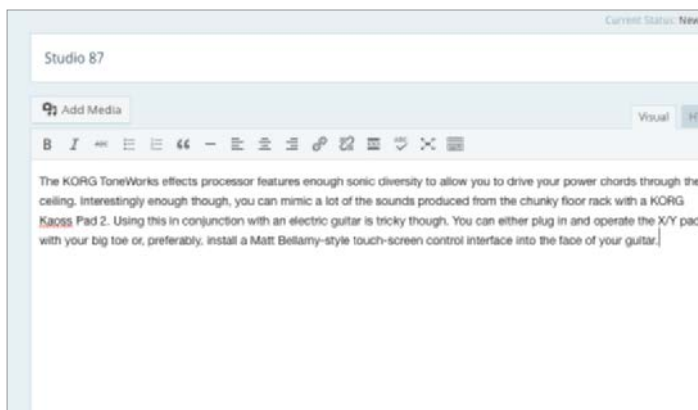 Current Status: New
Studio 87
Add Media
Visual
H
B I ABC
The KORG ToneWorks effects processor features enough sonic diversity to allow you to drive your power chords through the
ceiling. Interestingly enough though, you can mimic a lot of the sounds produced from the chunky floor rack with a KORG
Kaoss Pad 2. Using this in conjunction with an electric guitar is tricky though. You can either plug in and operate the X/Y pad
with your big toe or, preferably, install a Matt Bellamy-style touch-screen control interface into the face of your guitar.